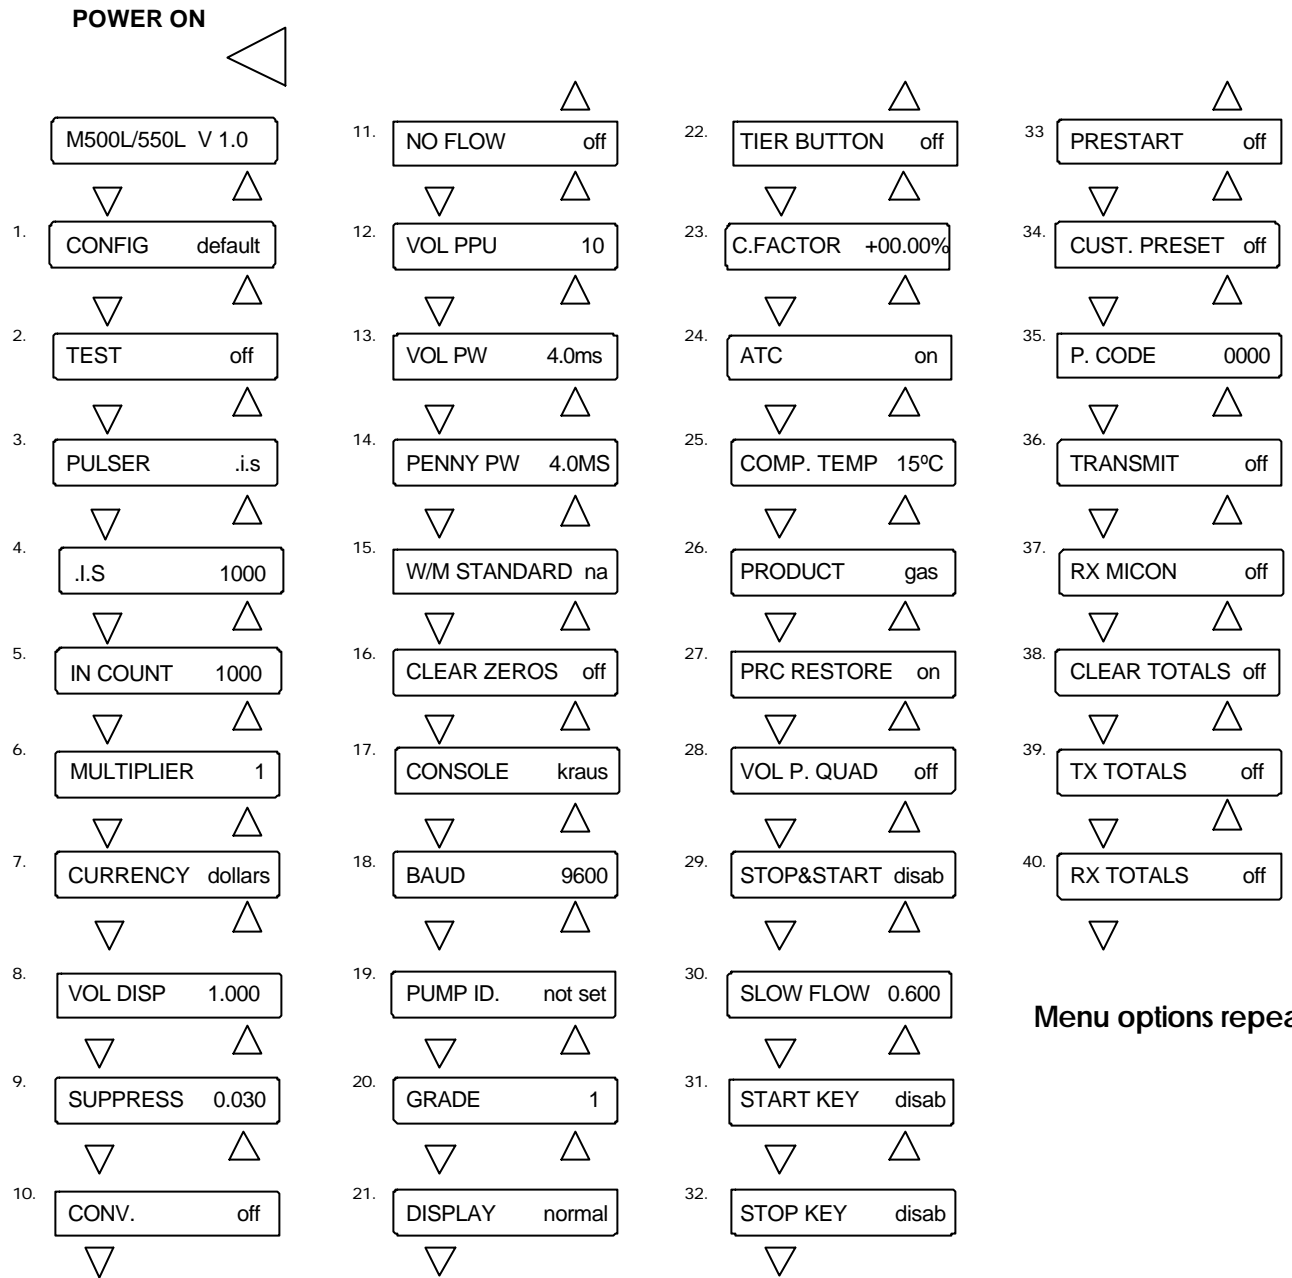 POWER ON
M500L/550L V 1.0
1. CONFIG default
2. TEST off
3. PULSER .i.s
4. .I.S 1000
5. IN COUNT 1000
6. MULTIPLIER 1
7. CURRENCY dollars
8. VOL DISP 1.000
9. SUPPRESS 0.030
10. CONV. off
11. NO FLOW off
12. VOL PPU 10
13. VOL PW 4.0ms
14. PENNY PW 4.0MS
15. W/M STANDARD na
16. CLEAR ZEROS off
17. CONSOLE kraus
18. BAUD 9600
19. PUMP ID. not set
20. GRADE 1
21. DISPLAY normal
22. TIER BUTTON off
23. C.FACTOR +00.00%
24. ATC on
25. COMP. TEMP 15ºC
26. PRODUCT gas
27. PRC RESTORE on
28. VOL P. QUAD off
29. STOP&START disab
30. SLOW FLOW 0.600
31. START KEY disab
32. STOP KEY disab
33 PRESTART off
34. CUST. PRESET off
35. P. CODE 0000
36. TRANSMIT off
37. RX MICON off
38. CLEAR TOTALS off
39. TX TOTALS off
40. RX TOTALS off
Menu options repea